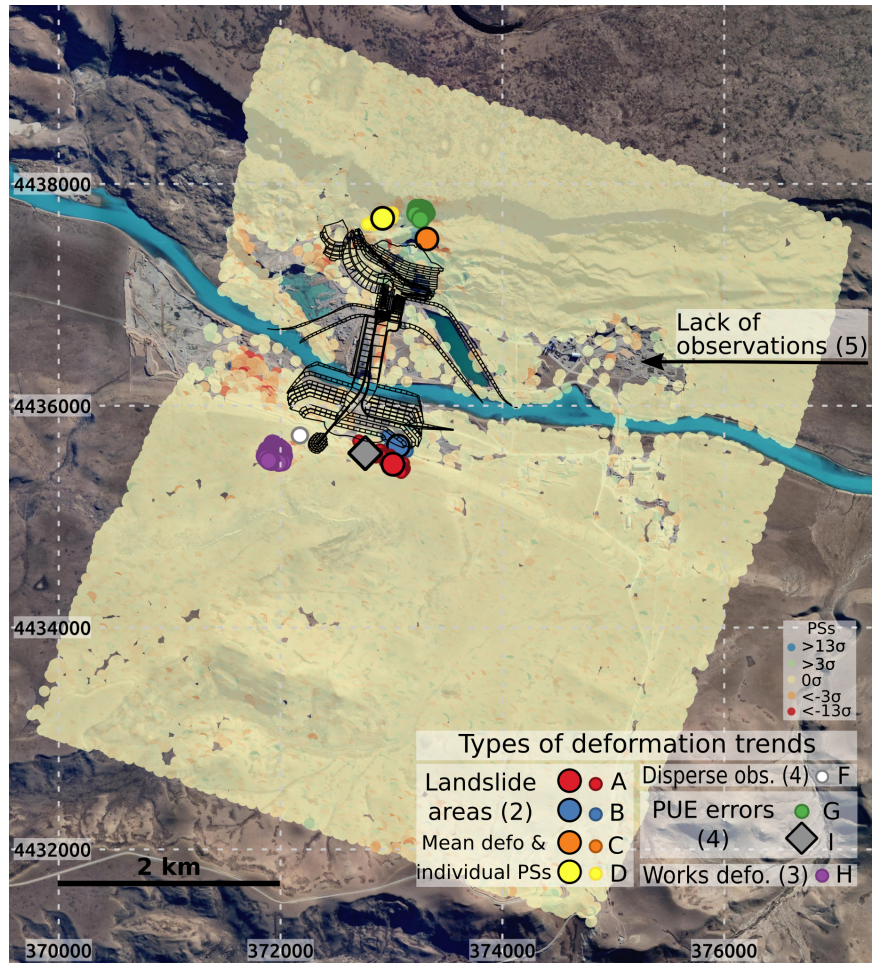 4438000
Lack of
observations (5)
4436000
4434000
PSs
>13σ
>3σ
0σ
<-3σ
<-13σ
Types of deformation trends
Landslide
areas (2)
Mean defo &
individual PSs
A
B
C
D
Disperse obs. (4) F
PUE errors
(4)
G
I
Works defo. (3) H
4432000
2 km
370000 372000 374000 376000